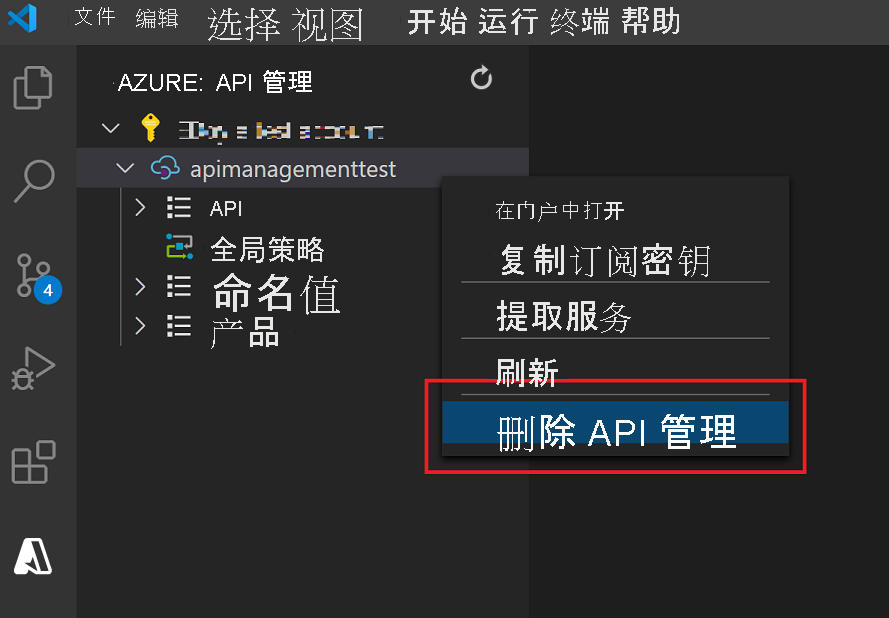 文件 编辑 选择 视图 开始 运行 终端 帮助
AZURE: API 管理
apimanagementtest
API
全局策略
命名值
产品
4
在门户中打开
复制订阅密钥
提取服务
刷新
删除 API 管理